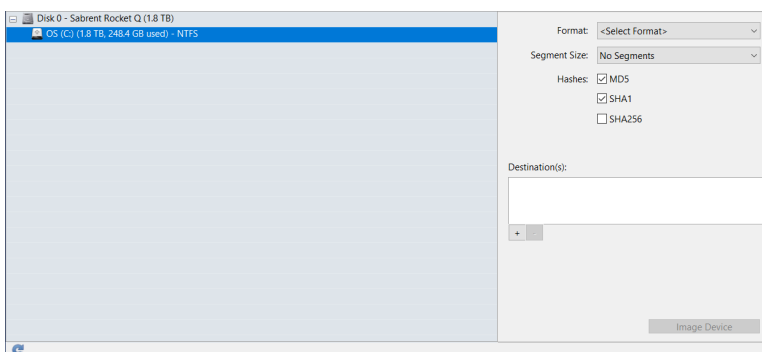 Disk 0 - Sabrent Rocket Q (1.8 TB)
OS (C:) (1.8 TB, 248.4 GB used) - NTFS
Format: <Select Format>
Segment Size: No Segments
Hashes: MD5
SHA1
SHA256
Destination(s):
+ -
Image Device